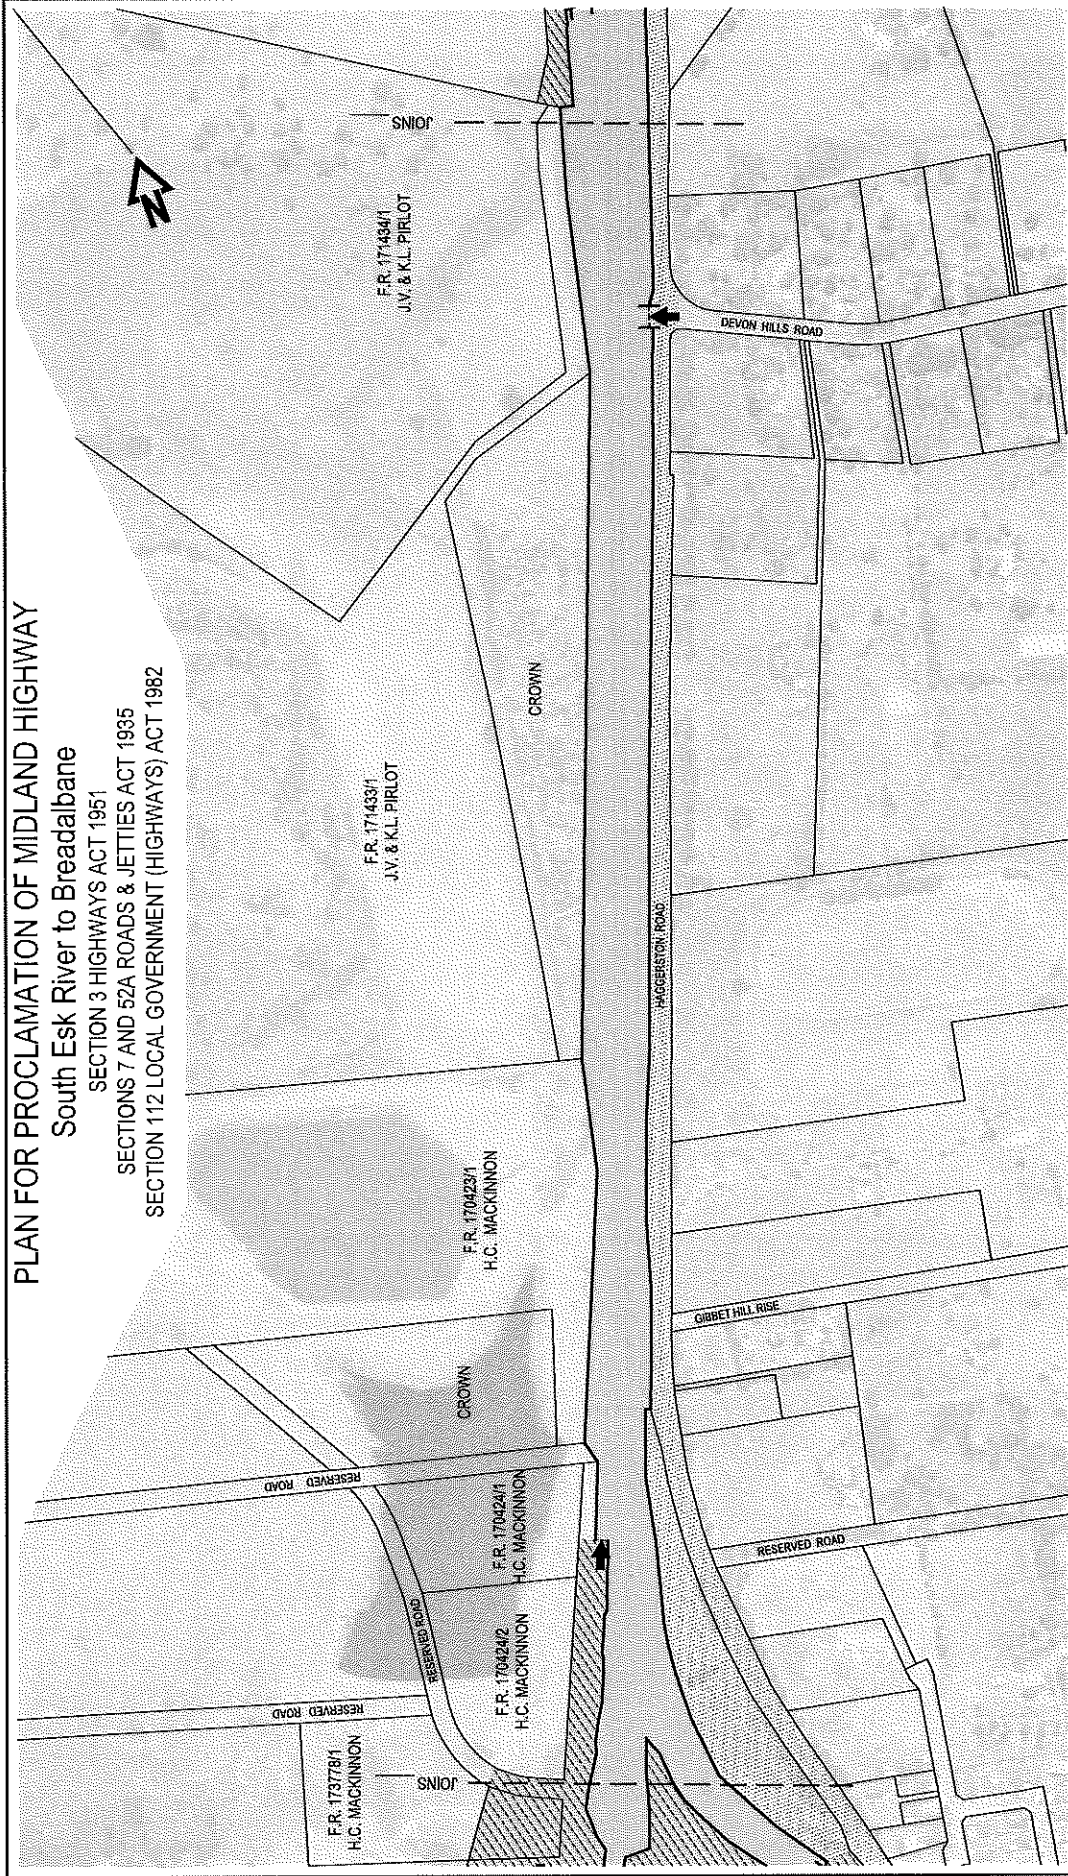 PLAN FOR PROCLAMATION OF MIDLAND HIGHWAY
South Esk River to Breadalbane
SECTION 3 HIGHWAYS ACT 1951
SECTIONS 7 AND 52A ROADS & JETTIES ACT 1935
SECTION 112 LOCAL GOVERNMENT (HIGHWAYS) ACT 1982
N
JOINS
F.R. 171434/1
J.V. & K.L. PIRLOT
DEVON HILLS ROAD
CROWN
F.R. 171433/1
J.V. & K.L. PIRLOT
HAGGERSTON ROAD
F.R. 170423/1
H.C. MACKINNON
GIBBET HILL RISE
CROWN
RESERVED ROAD
F.R. 170424/1
H.C. MACKINNON
RESERVED ROAD
RESERVED ROAD
F.R. 170424/2
H.C. MACKINNON
RESERVED ROAD
F.R. 173778/1
H.C. MACKINNON
JOINS